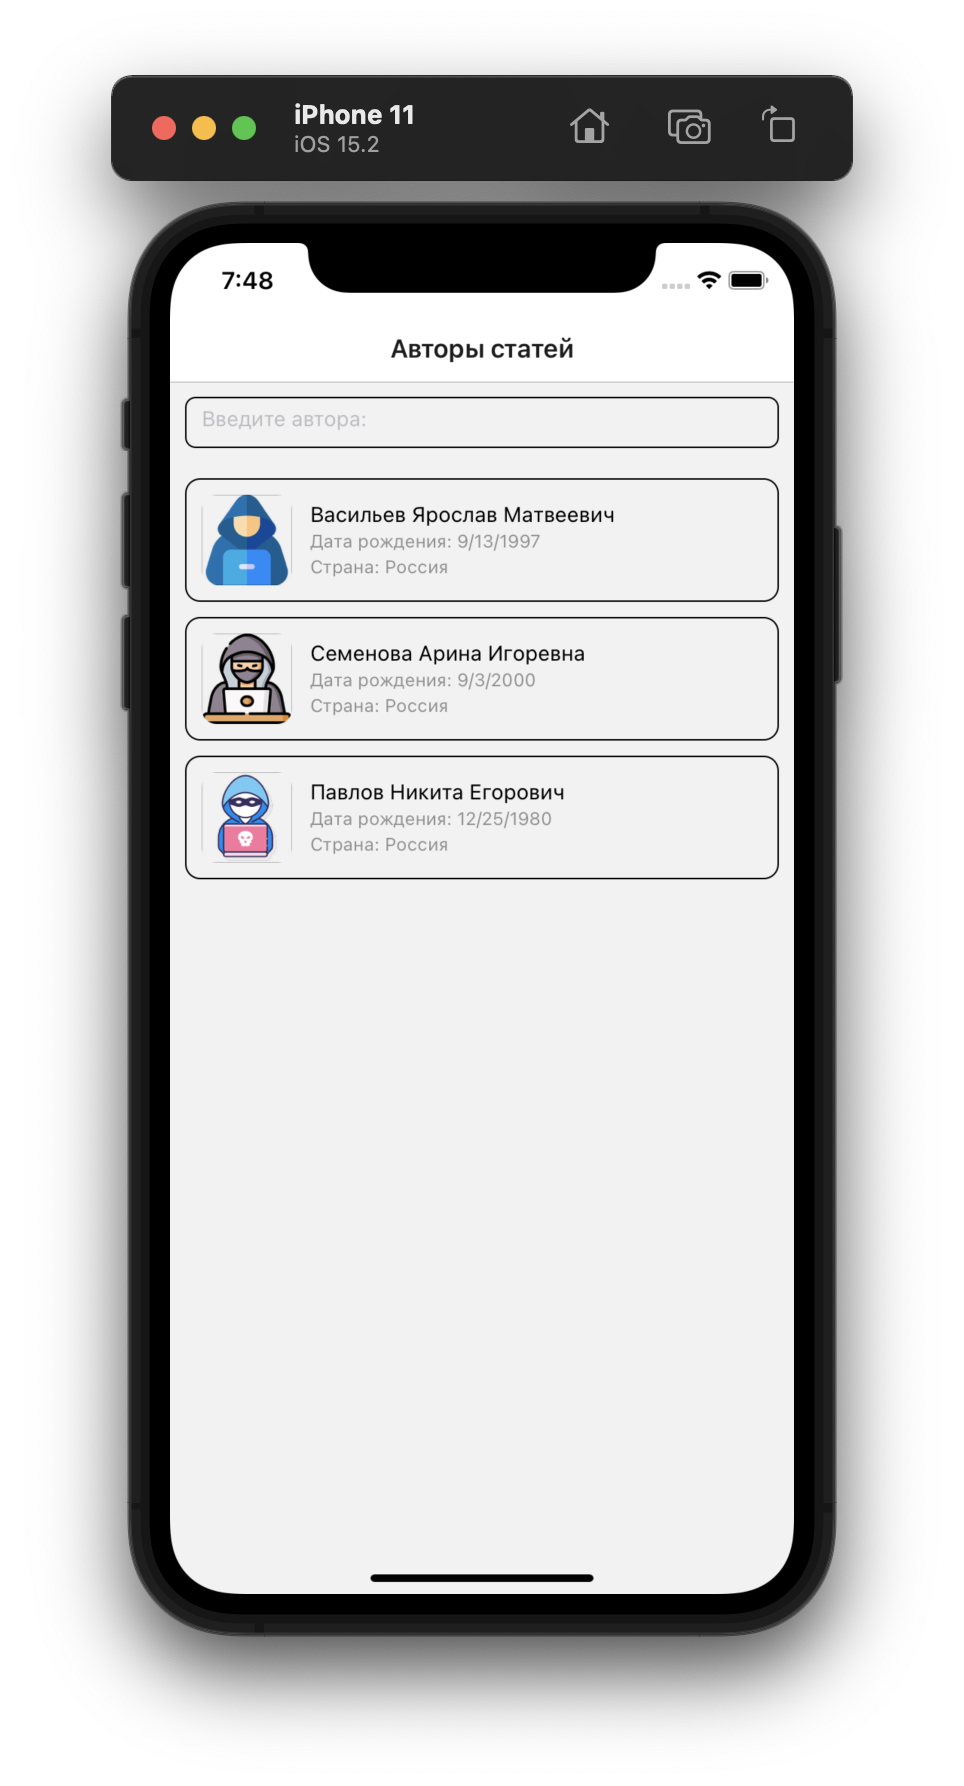 iPhone 11
iOS 15.2
7:48
Авторы статей
Введите автора:
Васильев Ярослав Матвеевич
Дата рождения: 9/13/1997
Страна: Россия
Семенова Арина Игоревна
Дата рождения: 9/3/2000
Страна: Россия
Павлов Никита Егорович
Дата рождения: 12/25/1980
Страна: Россия